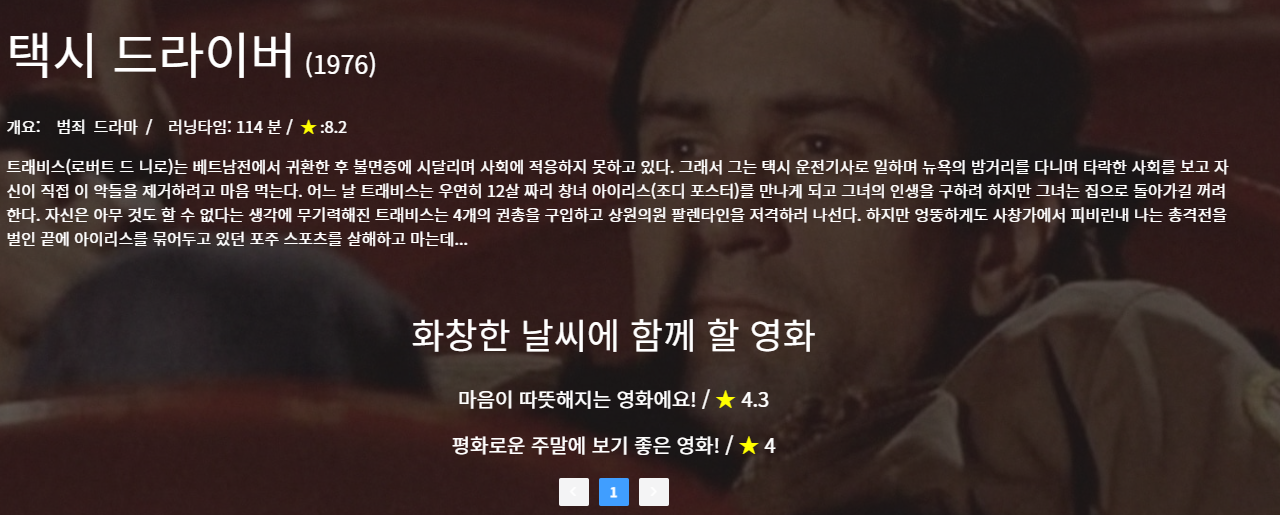 택시 드라이버 (1976)
개요: 범죄 드라마 / 러닝타임: 114 분 / ★ :8.2
트래비스(로버트 드 니로)는 베트남전에서 귀환한 후 불면증에 시달리며 사회에 적응하지 못하고 있다. 그래서 그는 택시 운전기사로 일하며 뉴욕의 밤거리를 다니며 타락한 사회를 보고 자
신이 직접 이 악들을 제거하려고 마음 먹는다. 어느 날 트래비스는 우연히 12살 짜리 창녀 아이리스(조디 포스터)를 만나게 되고 그녀의 인생을 구하려 하지만 그녀는 집으로 돌아가길 꺼려
한다. 자신은 아무 것도 할 수 없다는 생각에 무기력해진 트래비스는 4개의 권총을 구입하고 상원의원 팔렌타인을 저격하러 나선다. 하지만 엉뚱하게도 사창가에서 피비린내 나는 총격전을
벌인 끝에 아이리스를 묶어두고 있던 포주 스포츠를 살해하고 마는데...
화창한 날씨에 함께 할 영화
마음이 따뜻해지는 영화에요! / ★ 4.3
평화로운 주말에 보기 좋은 영화! / ★ 4
1